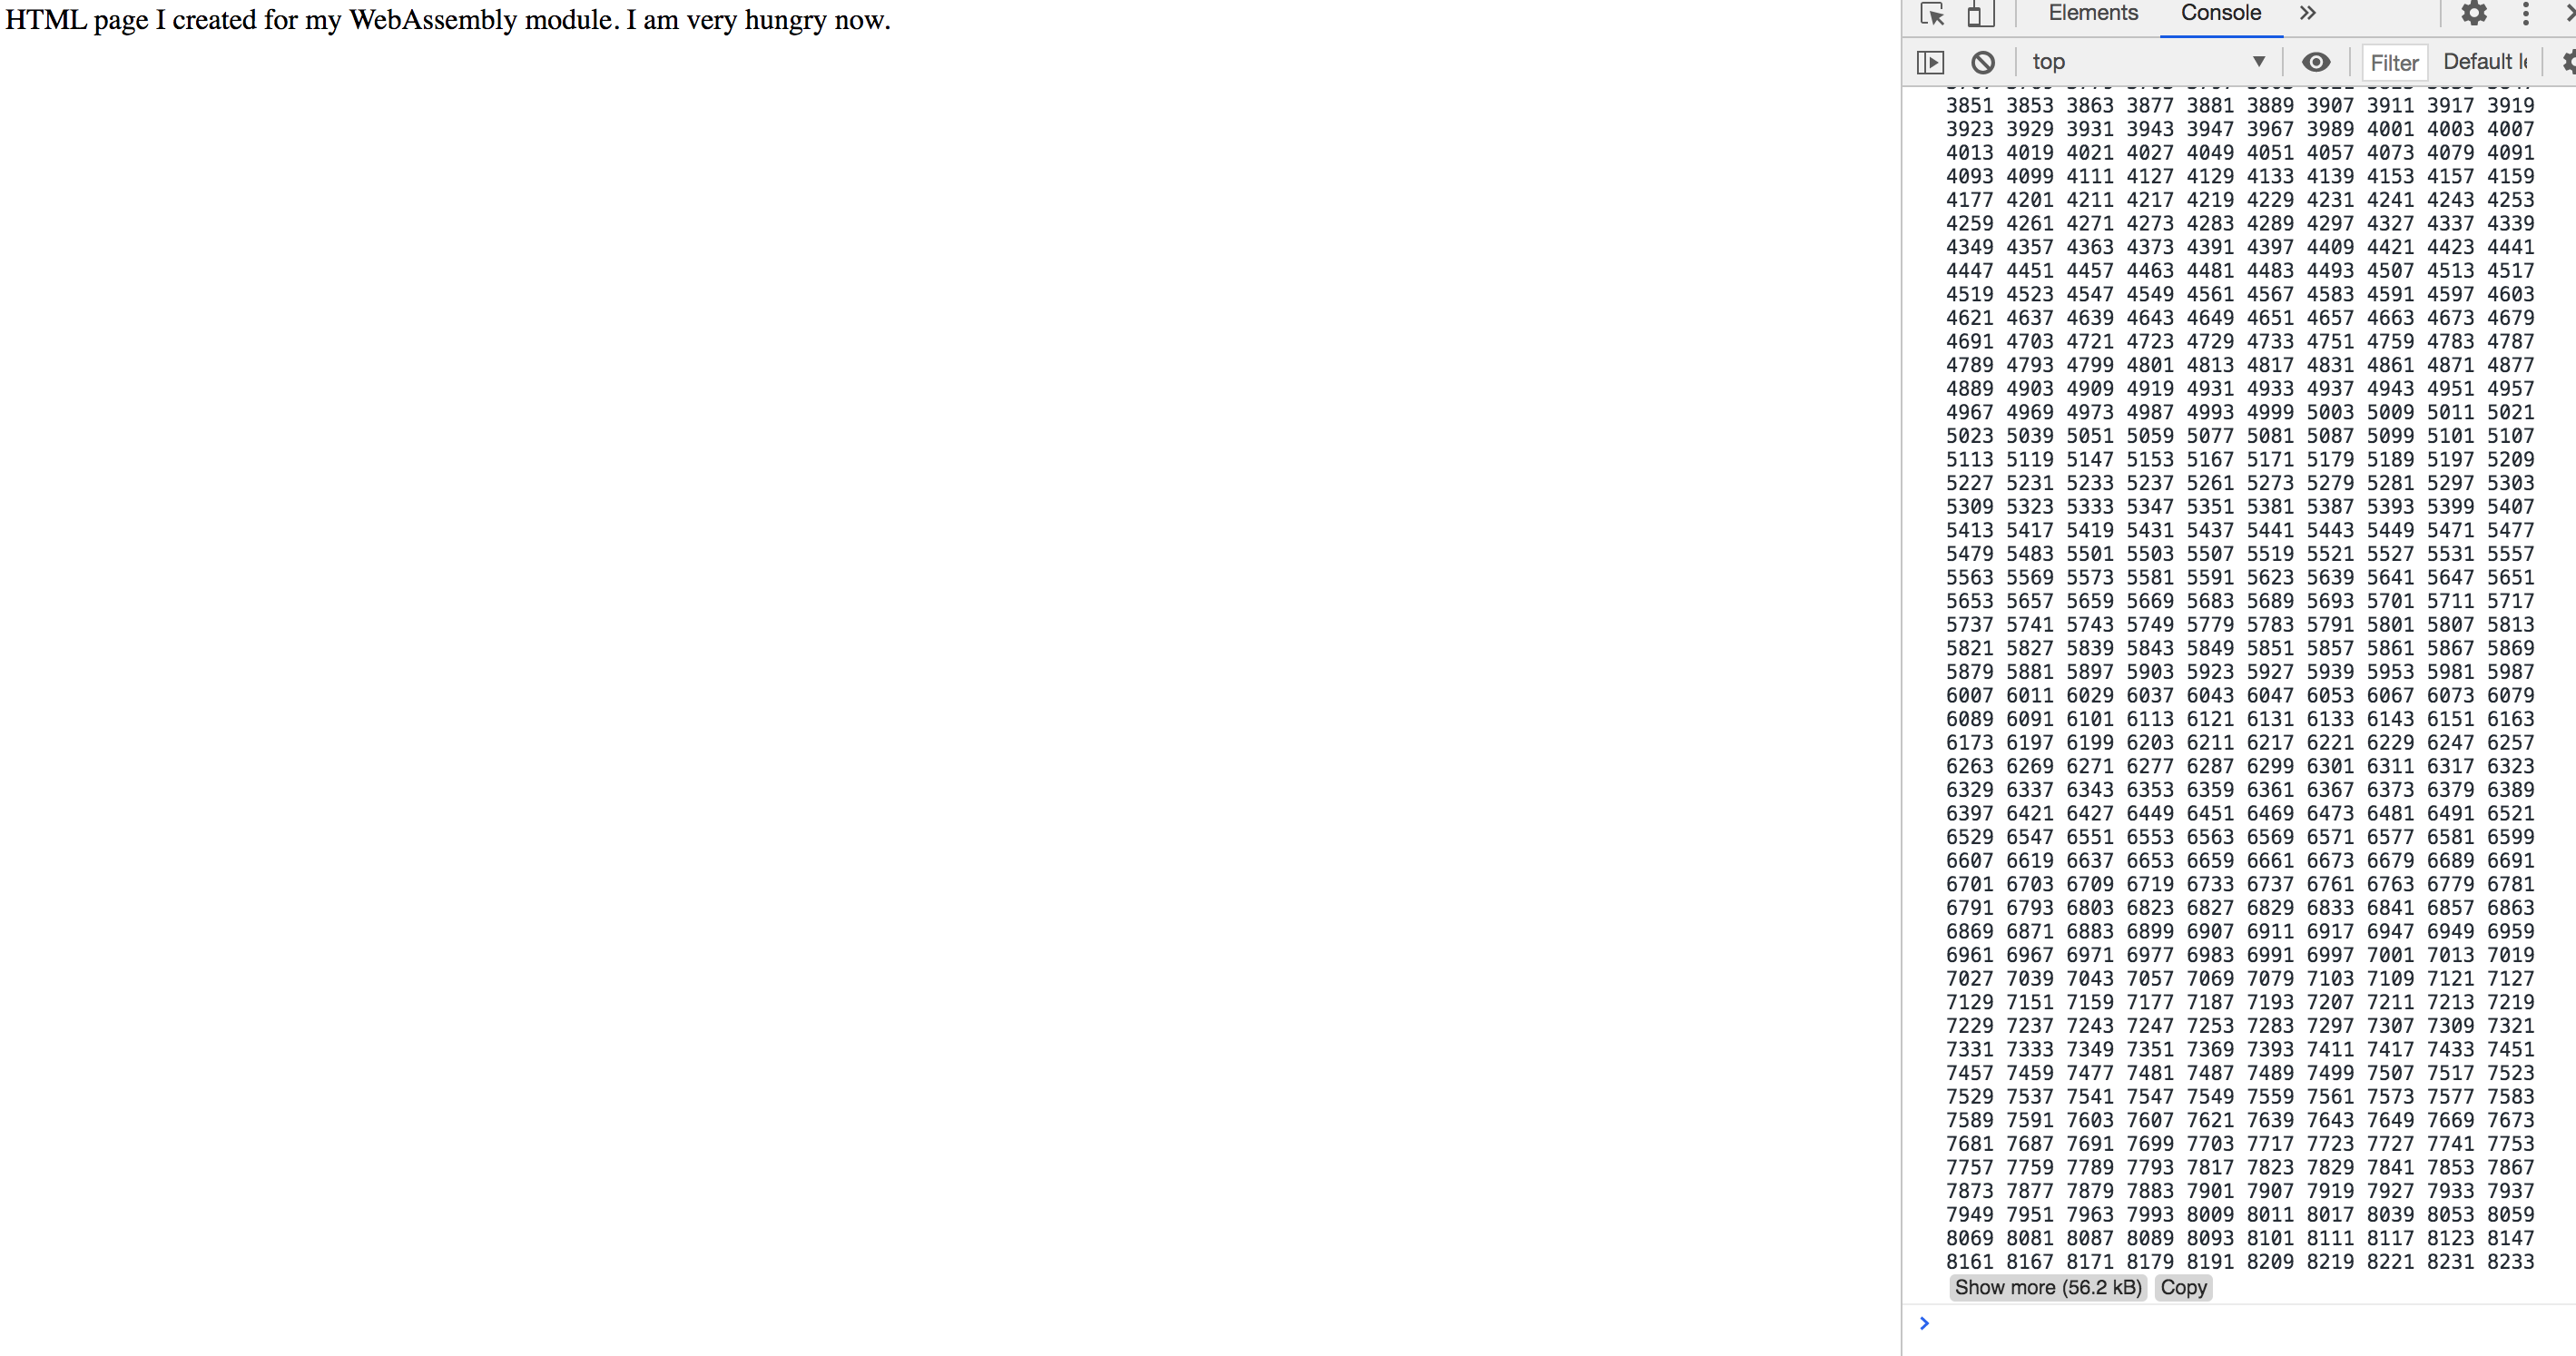 HTML page I created for my WebAssembly module. I am very hungry now.
Elements Console »
top Filter Default
3851 3853 3863 3877 3881 3889 3907 3911 3917 3919
3923 3929 3931 3943 3947 3967 3989 4001 4003 4007
4013 4019 4021 4027 4049 4051 4057 4073 4079 4091
4093 4099 4111 4127 4129 4133 4139 4153 4157 4159
4177 4201 4211 4217 4219 4229 4231 4241 4243 4253
4259 4261 4271 4273 4283 4289 4297 4327 4337 4339
4349 4357 4363 4373 4391 4397 4409 4421 4423 4441
4447 4451 4457 4463 4481 4483 4493 4507 4513 4517
4519 4523 4547 4549 4561 4567 4583 4591 4597 4603
4621 4637 4639 4643 4649 4651 4657 4663 4673 4679
4691 4703 4721 4723 4729 4733 4751 4759 4783 4787
4789 4793 4799 4801 4813 4817 4831 4861 4871 4877
4889 4903 4909 4919 4931 4933 4937 4943 4951 4957
4967 4969 4973 4987 4993 4999 5003 5009 5011 5021
5023 5039 5051 5059 5077 5081 5087 5099 5101 5107
5113 5119 5147 5153 5167 5171 5179 5189 5197 5209
5227 5231 5233 5237 5261 5273 5279 5281 5297 5303
5309 5323 5333 5347 5351 5381 5387 5393 5399 5407
5413 5417 5419 5431 5437 5441 5443 5449 5471 5477
5479 5483 5501 5503 5507 5519 5521 5527 5531 5557
5563 5569 5573 5581 5591 5623 5639 5641 5647 5651
5653 5657 5659 5669 5683 5689 5693 5701 5711 5717
5737 5741 5743 5749 5779 5783 5791 5801 5807 5813
5821 5827 5839 5843 5849 5851 5857 5861 5867 5869
5879 5881 5897 5903 5923 5927 5939 5953 5981 5987
6007 6011 6029 6037 6043 6047 6053 6067 6073 6079
6089 6091 6101 6113 6121 6131 6133 6143 6151 6163
6173 6197 6199 6203 6211 6217 6221 6229 6247 6257
6263 6269 6271 6277 6287 6299 6301 6311 6317 6323
6329 6337 6343 6353 6359 6361 6367 6373 6379 6389
6397 6421 6427 6449 6451 6469 6473 6481 6491 6521
6529 6547 6551 6553 6563 6569 6571 6577 6581 6599
6607 6619 6637 6653 6659 6661 6673 6679 6689 6691
6701 6703 6709 6719 6733 6737 6761 6763 6779 6781
6791 6793 6803 6823 6827 6829 6833 6841 6857 6863
6869 6871 6883 6899 6907 6911 6917 6947 6949 6959
6961 6967 6971 6977 6983 6991 6997 7001 7013 7019
7027 7039 7043 7057 7069 7079 7103 7109 7121 7127
7129 7151 7159 7177 7187 7193 7207 7211 7213 7219
7229 7237 7243 7247 7253 7283 7297 7307 7309 7321
7331 7333 7349 7351 7369 7393 7411 7417 7433 7451
7457 7459 7477 7481 7487 7489 7499 7507 7517 7523
7529 7537 7541 7547 7549 7559 7561 7573 7577 7583
7589 7591 7603 7607 7621 7639 7643 7649 7669 7673
7681 7687 7691 7699 7703 7717 7723 7727 7741 7753
7757 7759 7789 7793 7817 7823 7829 7841 7853 7867
7873 7877 7879 7883 7901 7907 7919 7927 7933 7937
7949 7951 7963 7993 8009 8011 8017 8039 8053 8059
8069 8081 8087 8089 8093 8101 8111 8117 8123 8147
8161 8167 8171 8179 8191 8209 8219 8221 8231 8233
Show more (56.2 kB) Copy